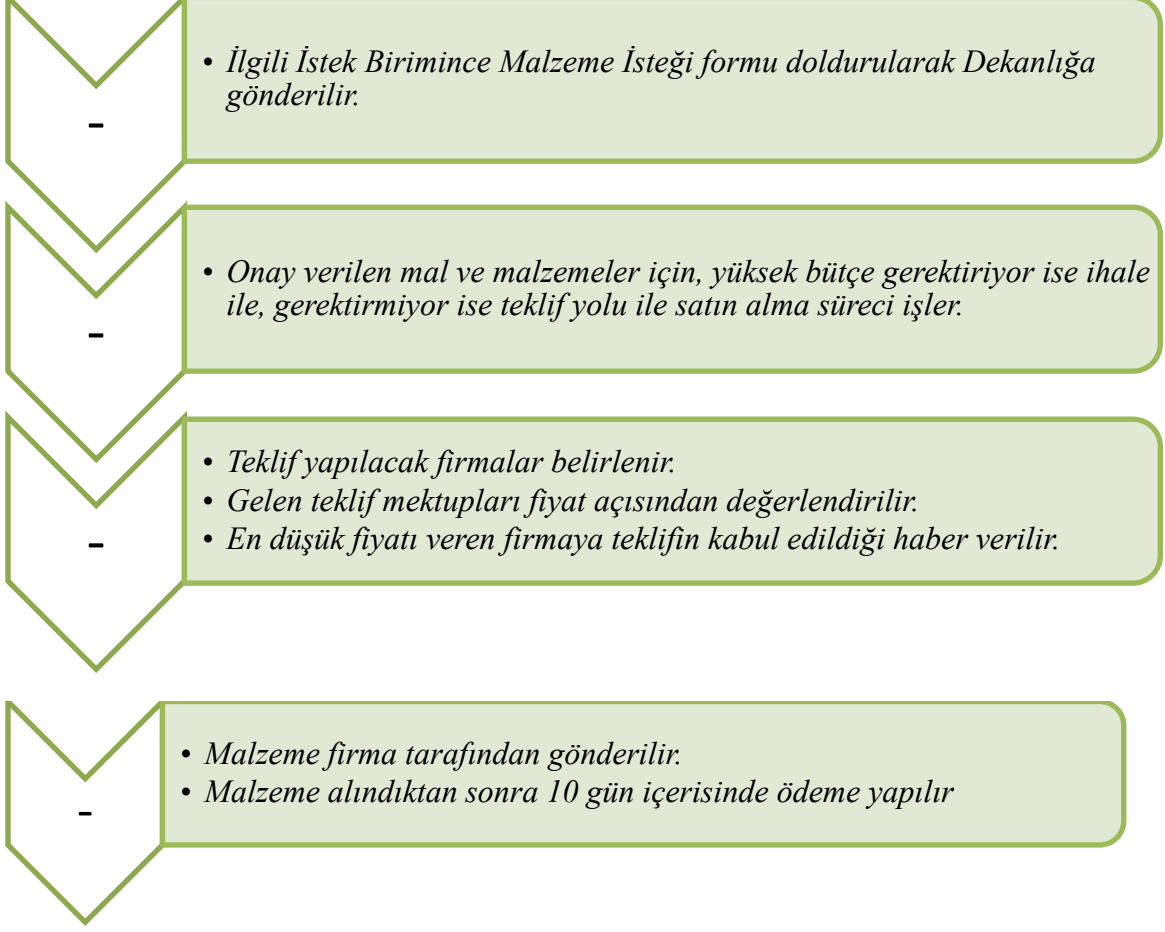 -
• İlgili İstek Birimince Malzeme İsteği formu doldurularak Dekanlığa
gönderilir.
-
• Onay verilen mal ve malzemeler için, yüksek bütçe gerektiriyor ise ihale
ile, gerektirmiyor ise teklif yolu ile satın alma süreci işler.
-
• Teklif yapılacak firmalar belirlenir.
• Gelen teklif mektupları fiyat açısından değerlendirilir.
• En düşük fiyatı veren firmaya teklifin kabul edildiği haber verilir.
-
• Malzeme firma tarafından gönderilir.
• Malzeme alındıktan sonra 10 gün içerisinde ödeme yapılır